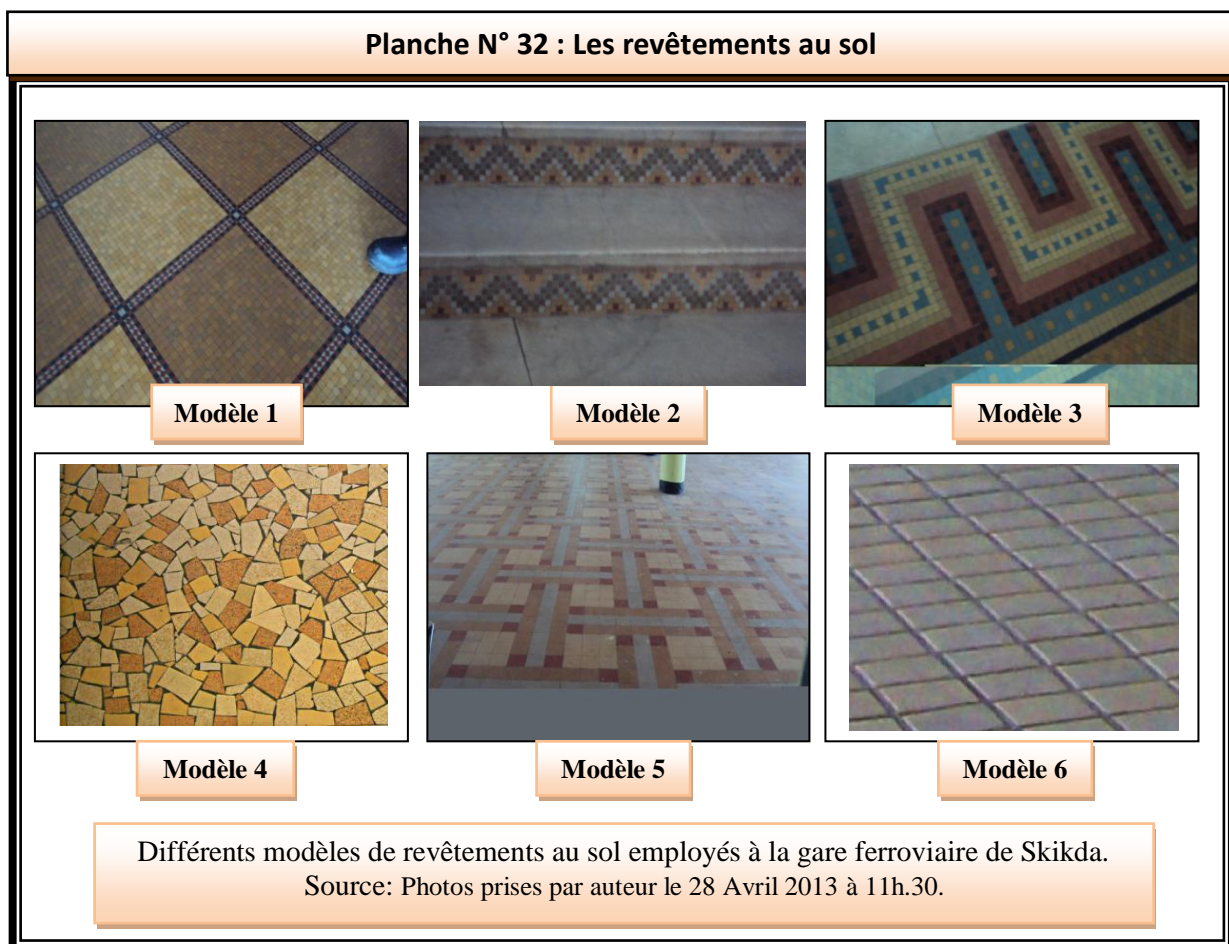 Planche N° 32 : Les revêtements au sol
Modèle 1
Modèle 2
Modèle 3
Modèle 4
Modèle 5
Modèle 6
Différents modèles de revêtements au sol employés à la gare ferroviaire de Skikda.
Source: Photos prises par auteur le 28 Avril 2013 à 11h.30.